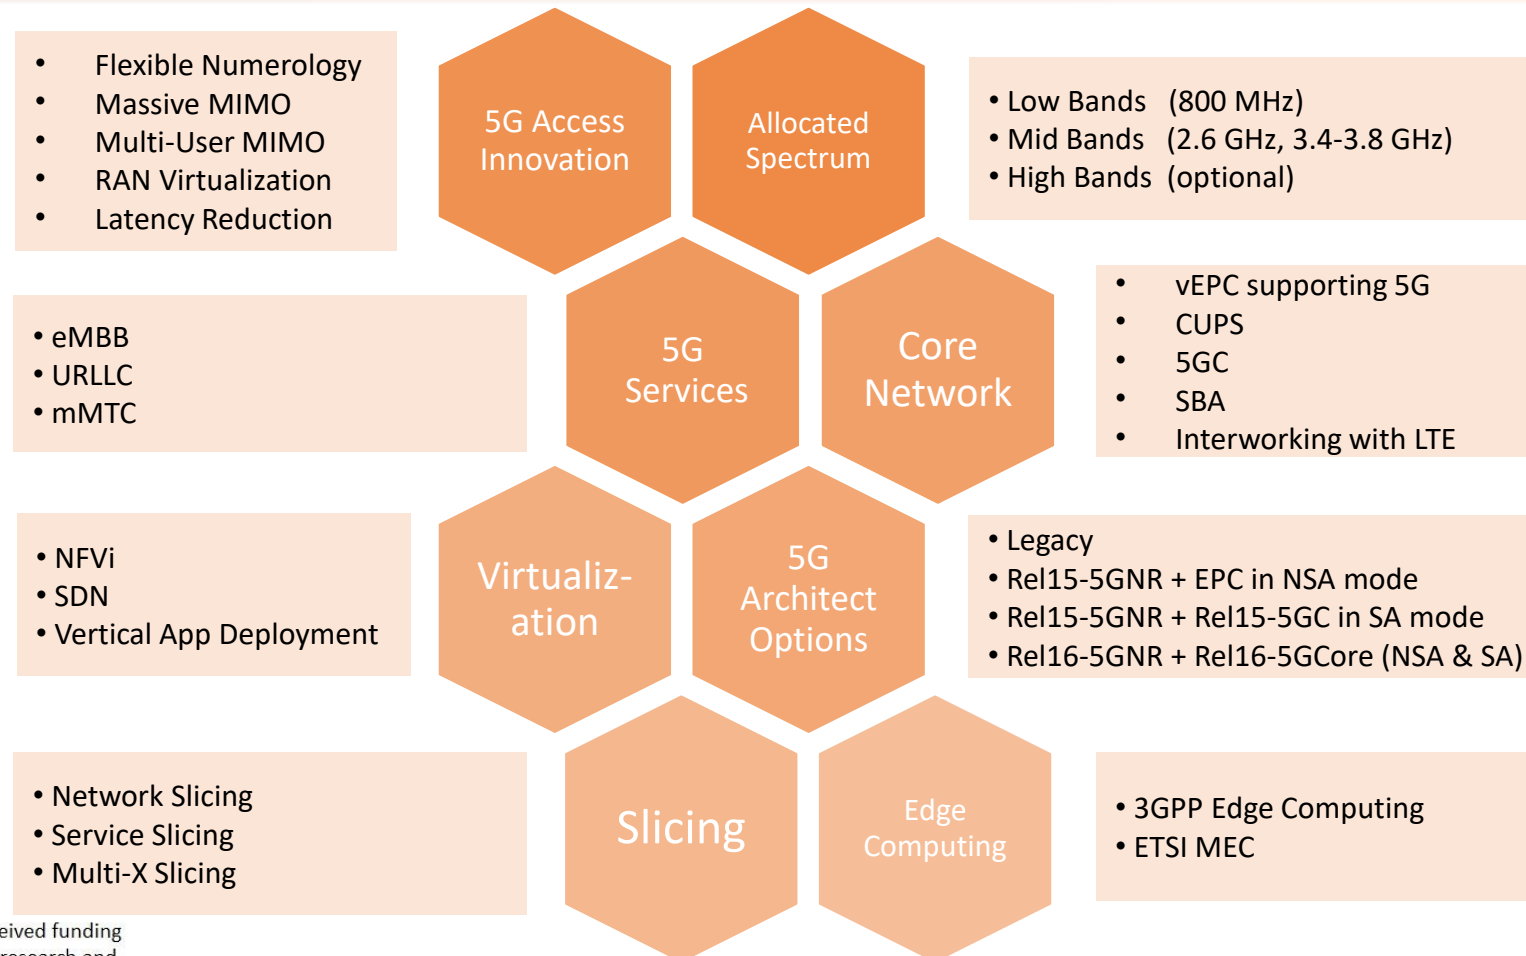 • Flexible Numerology
• Massive MIMO
• Multi-User MIMO
• RAN Virtualization
• Latency Reduction
5G Access
Innovation
Allocated
Spectrum
• Low Bands (800 MHz)
• Mid Bands (2.6 GHz, 3.4-3.8 GHz)
• High Bands (optional)
• eMBB
• URLLC
• mMTC
5G
Services
Core
Network
• vEPC supporting 5G
• CUPS
• 5GC
• SBA
• Interworking with LTE
• NFVi
• SDN
• Vertical App Deployment
Virtualiz-
ation
5G
Architect
Options
• Legacy
• Rel15-5GNR + EPC in NSA mode
• Rel15-5GNR + Rel15-5GC in SA mode
• Rel16-5GNR + Rel16-5GCore (NSA & SA)
• Network Slicing
• Service Slicing
• Multi-X Slicing
Slicing
Edge
Computing
• 3GPP Edge Computing
• ETSI MEC
eived funding
research and